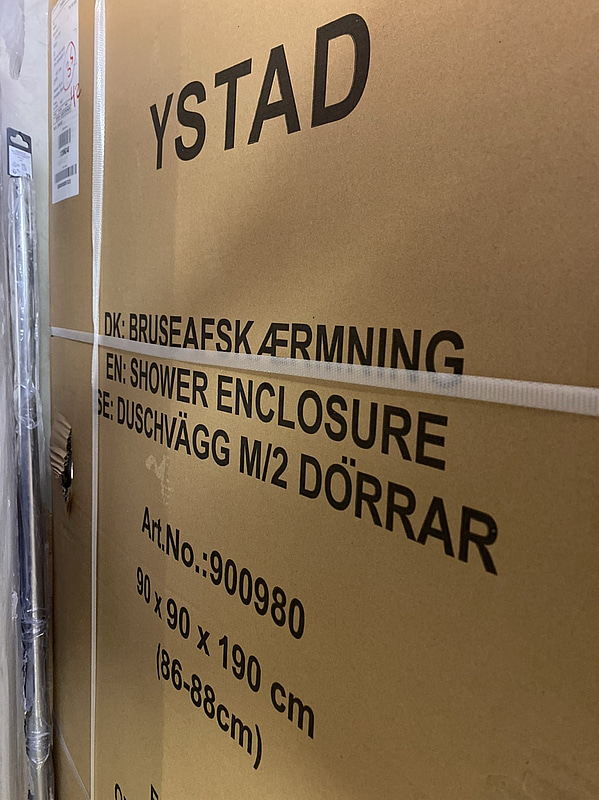 YSTAD
DK: BRUSEAFSKÆRMNING
EN: SHOWER ENCLOSURE
SE: DUSCHVÄGG M/2 DÖRRAR
Art.No.:900980
90 x 90 x 190 cm
(86-88cm)